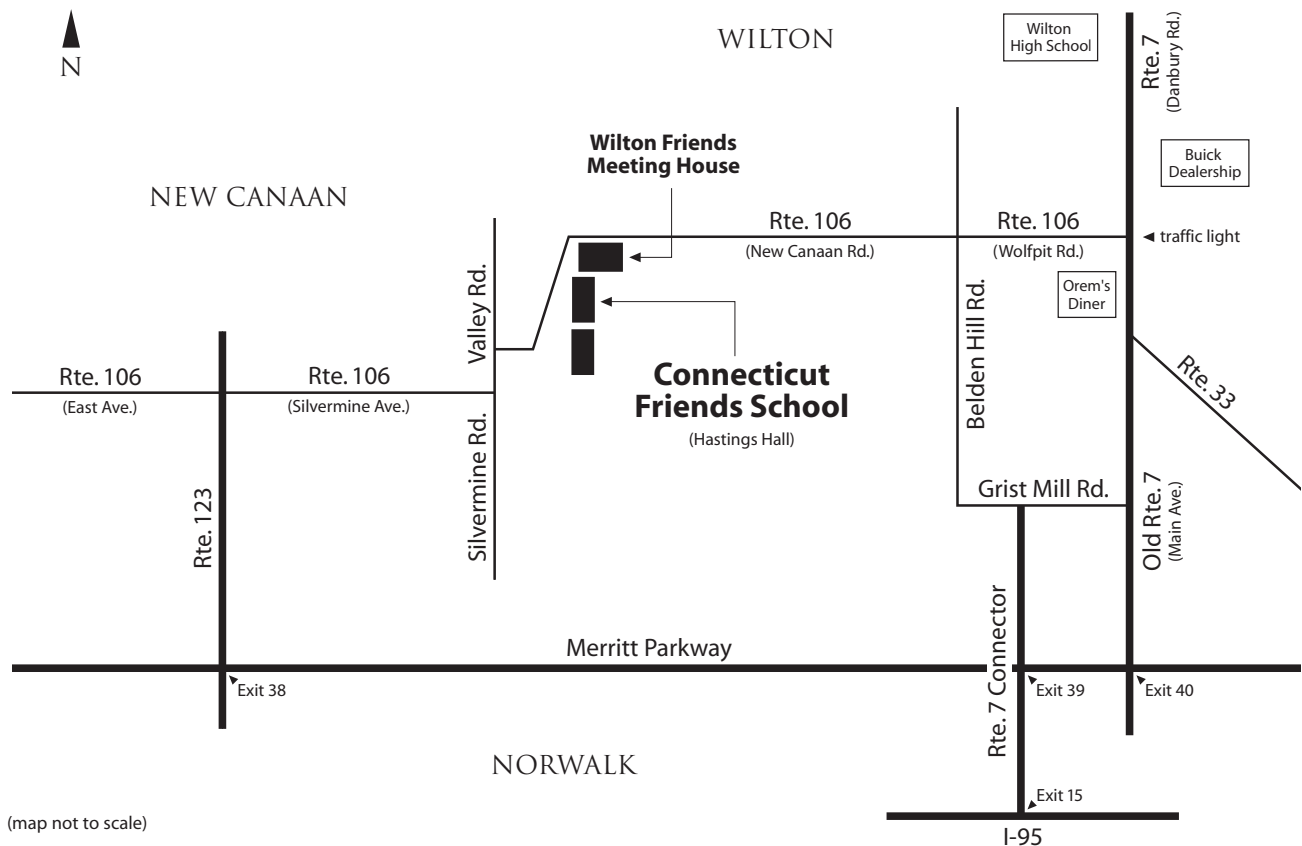 N
WILTON
Wilton
High School
Rte. 7
(Danbury Rd.)
Wilton Friends
Meeting House
Buick
Dealership
NEW CANAAN
Rte. 106
(New Canaan Rd.)
Rte. 106
(Wolfpit Rd.)
traffic light
Valley Rd.
Orem's
Diner
Belden Hill Rd.
Rte. 106
(East Ave.)
Rte. 106
(Silvermine Ave.)
Connecticut
Friends School
(Hastings Hall)
Rte. 33
Silvermine Rd.
Rte. 123
Grist Mill Rd.
Old Rte. 7
(Main Ave.)
Merritt Parkway
Rte. 7 Connector
Exit 38
Exit 39
Exit 40
NORWALK
Exit 15
(map not to scale)
I-95